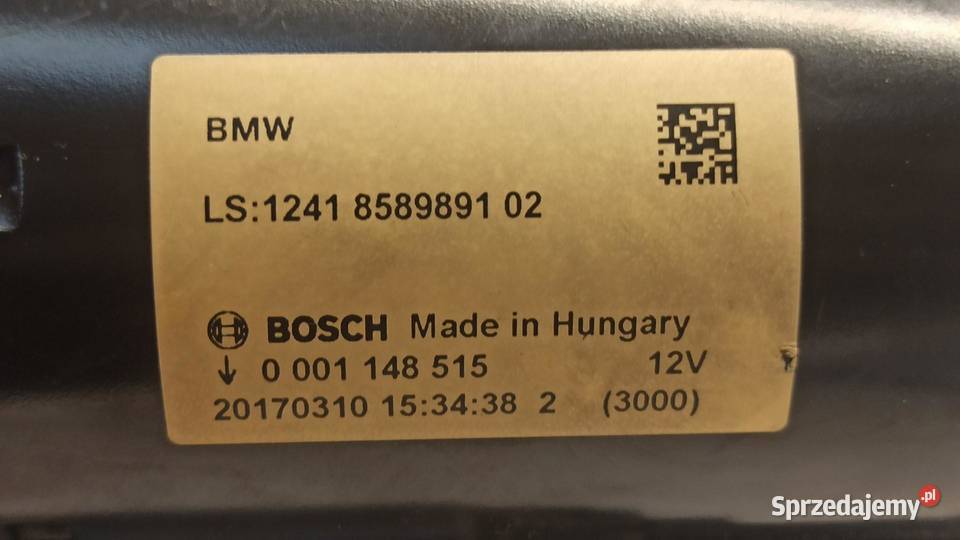 BMW
LS:1241 8589891 02
BOSCH Made in Hungary
↓ 0 001 148 515 12V
20170310 15:34:38 2 (3000)
Sprzedajemy.pl